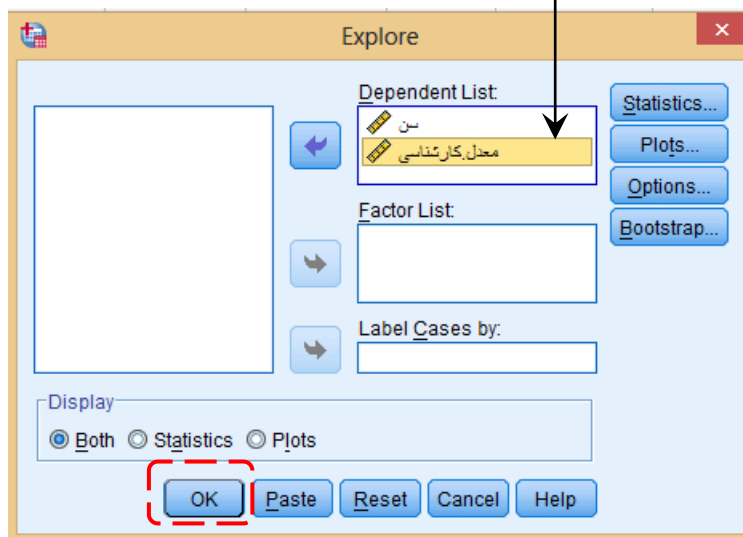 Explore
Dependent List:
سن
معدل.کارشناسی
Factor List:
Label Cases by:
Statistics...
Plots...
Options...
Bootstrap...
Display
Both Statistics Plots
OK Paste Reset Cancel Help